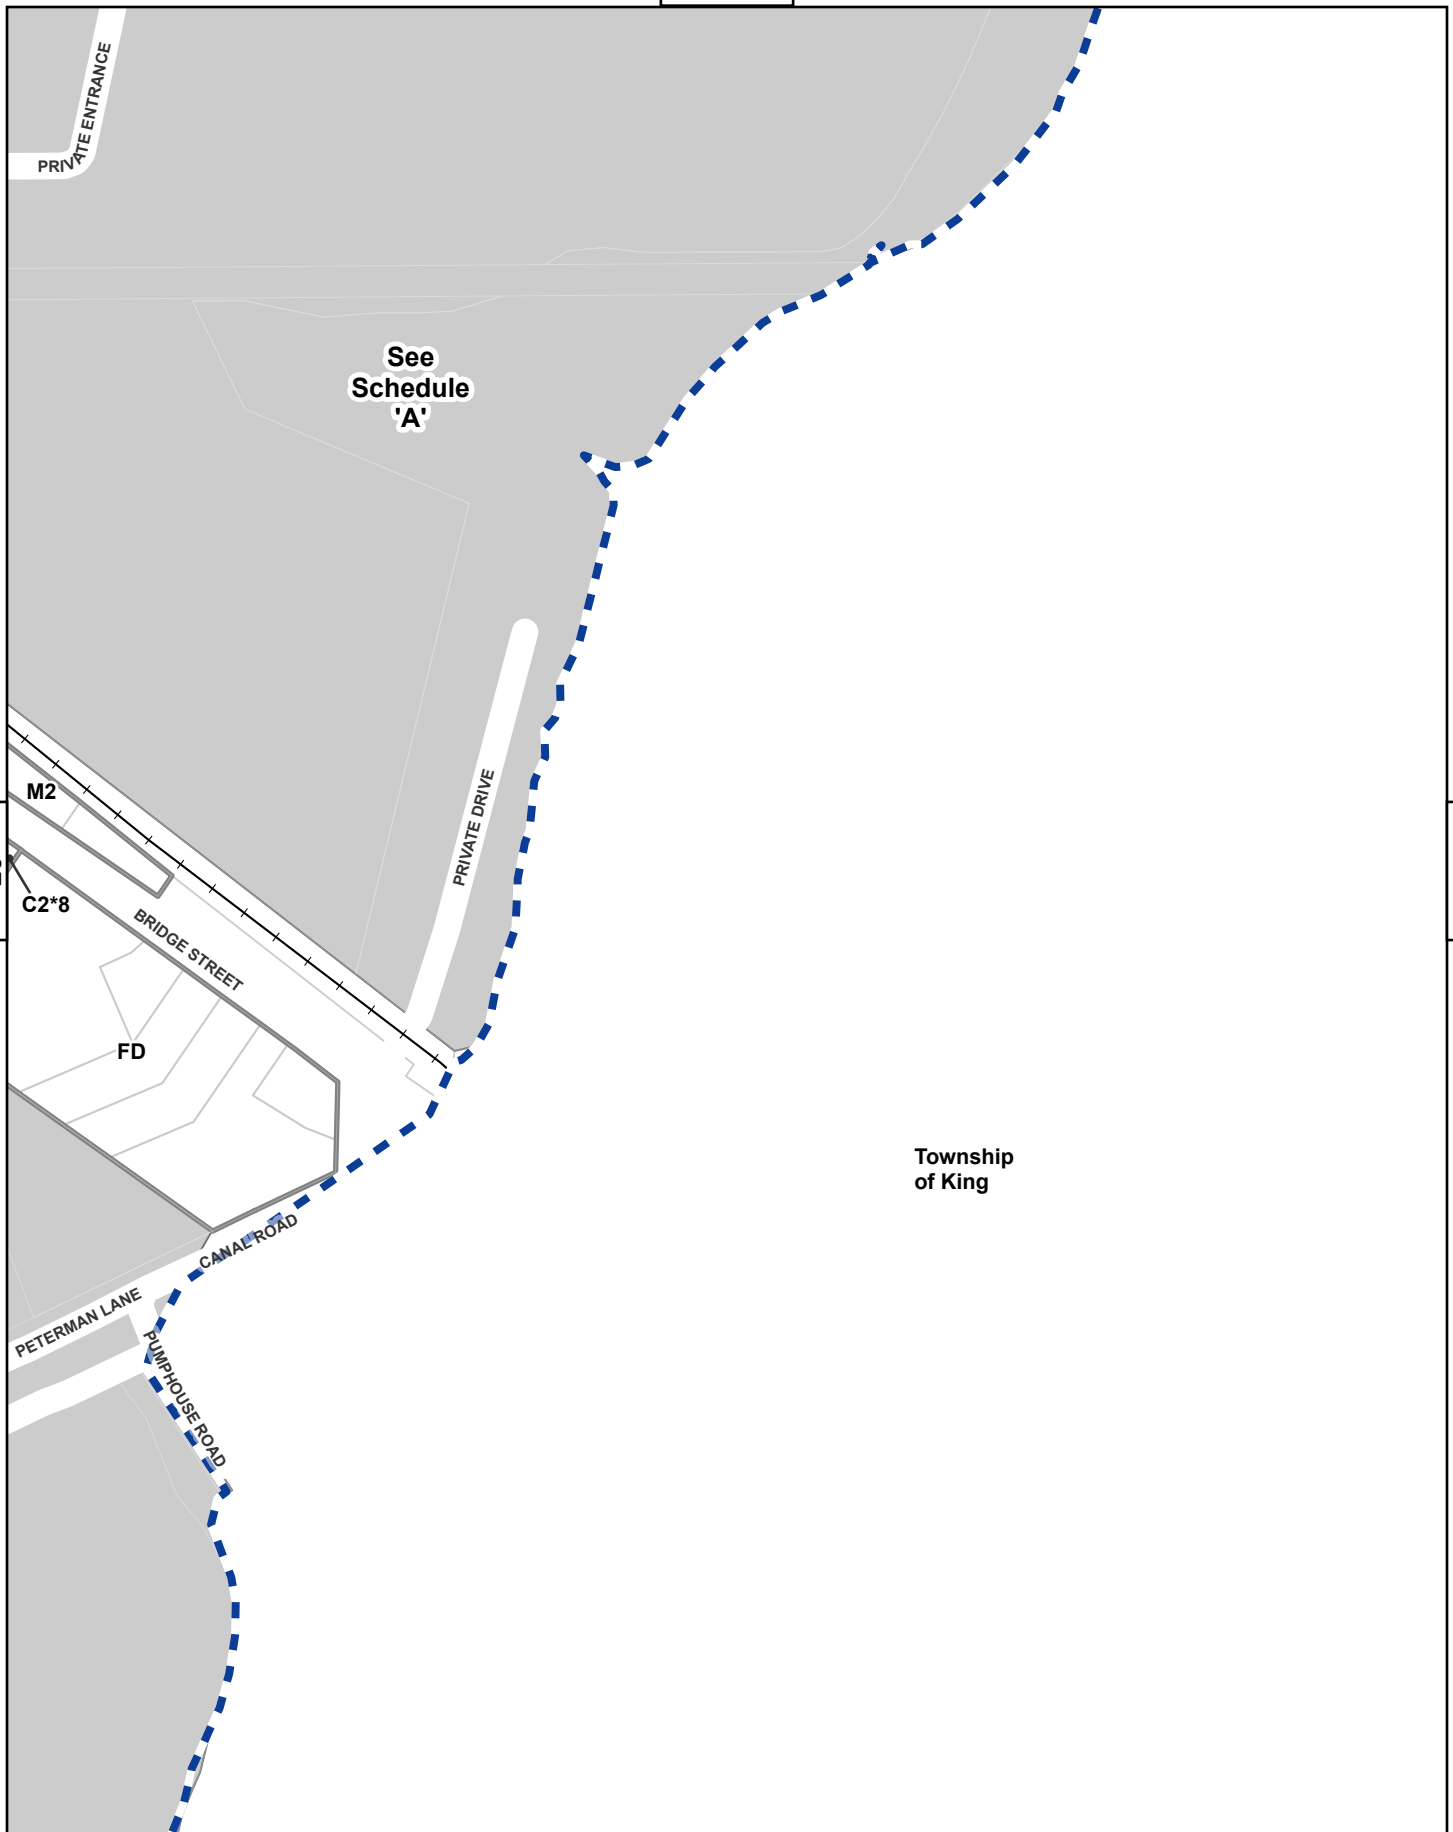 PRIVATE ENTRANCE
See
Schedule
'A'
M2
PRIVATE DRIVE
C2*8
BRIDGE STREET
FD
Township
of King
CANAL ROAD
PETERMAN LANE
PUMPHOUSE ROAD